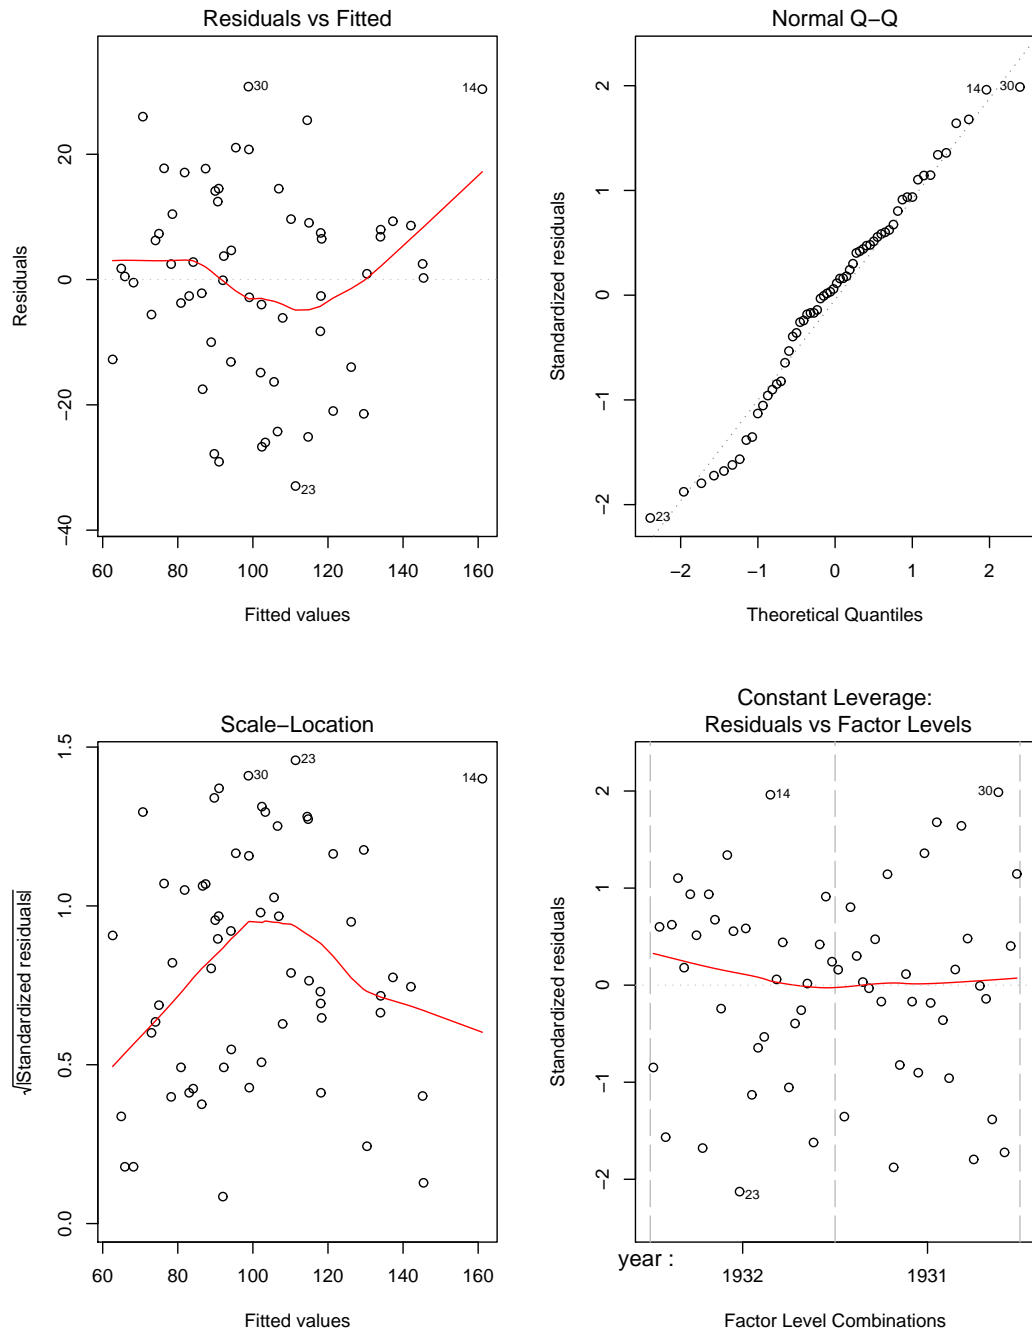 Residuals vs Fitted
Residuals
20
0
−20
−40
30
14
23
60 80 100 120 140 160
Fitted values
Normal Q−Q
Standardized residuals
2
1
0
−1
−2
14
30
23
−2 −1 0 1 2
Theoretical Quantiles
Scale−Location
√|Standardized residuals|
1.5
1.0
0.5
0.0
23
30
14
60 80 100 120 140 160
Fitted values
Constant Leverage:
Residuals vs Factor Levels
Standardized residuals
2
1
0
−1
−2
14
30
23
year :
1932 1931
Factor Level Combinations